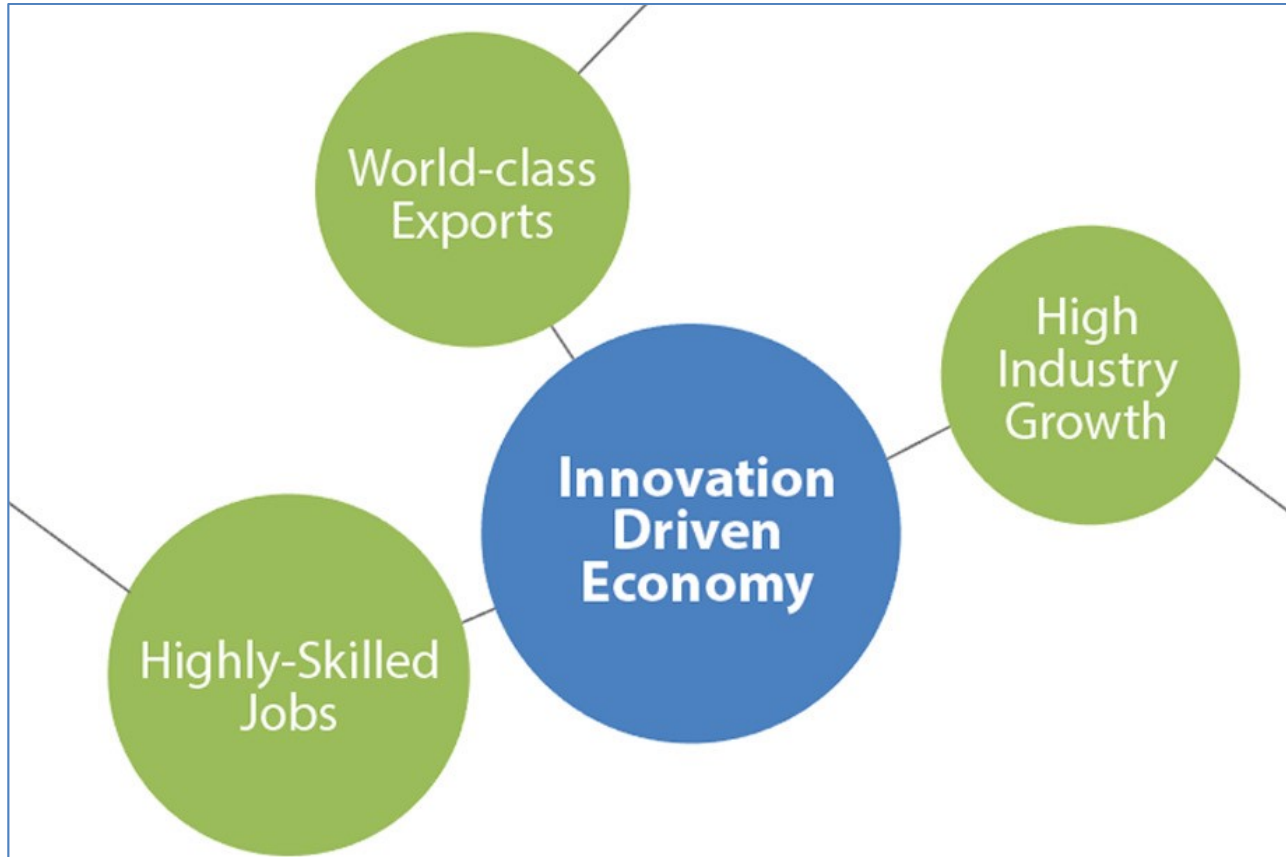 World-class
Exports
High
Industry
Growth
Innovation
Driven
Economy
Highly-Skilled
Jobs